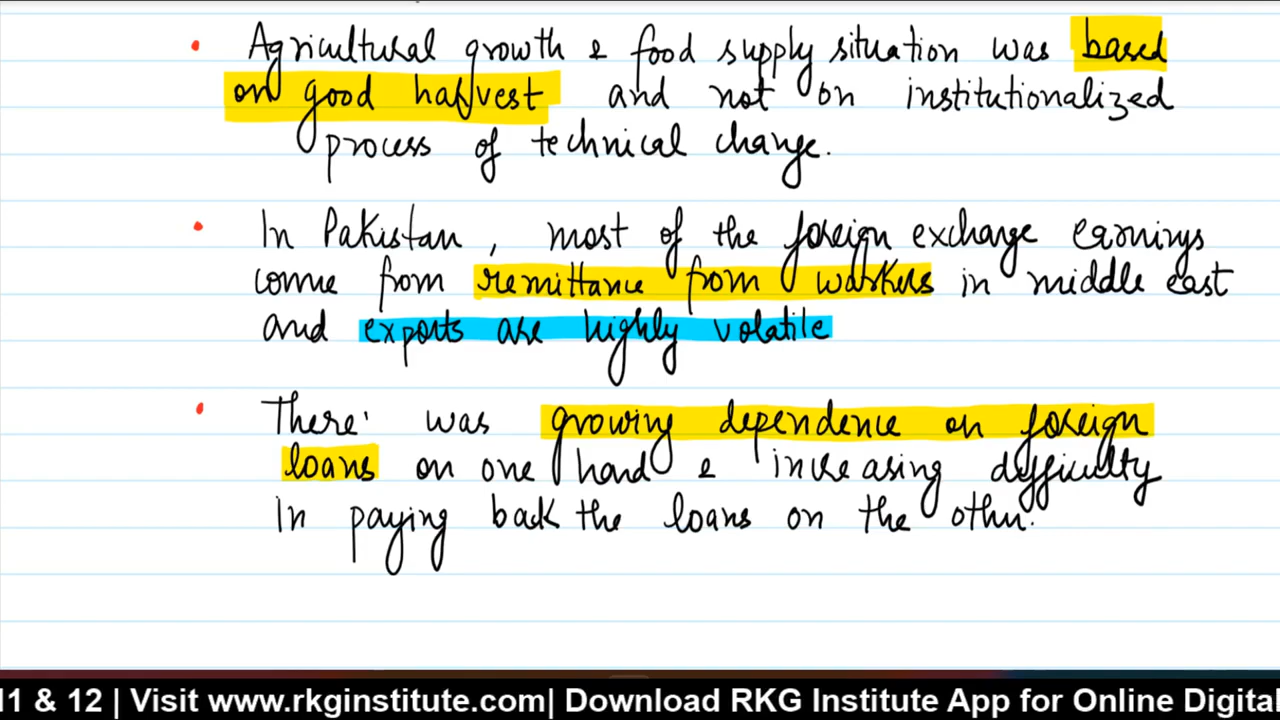 • Agricultural growth & food supply situation was based
on good harvest and not on institutionalized
process of technical change.
• In Pakistan, most of the foreign exchange earnings
come from remittance from workers in middle east
and exports are highly volatile
• There was growing dependence on foreign
loans on one hand & increasing difficulty
in paying back the loans on the other.
11 & 12 | Visit www.rkginstitute.com| Download RKG Institute App for Online Digital